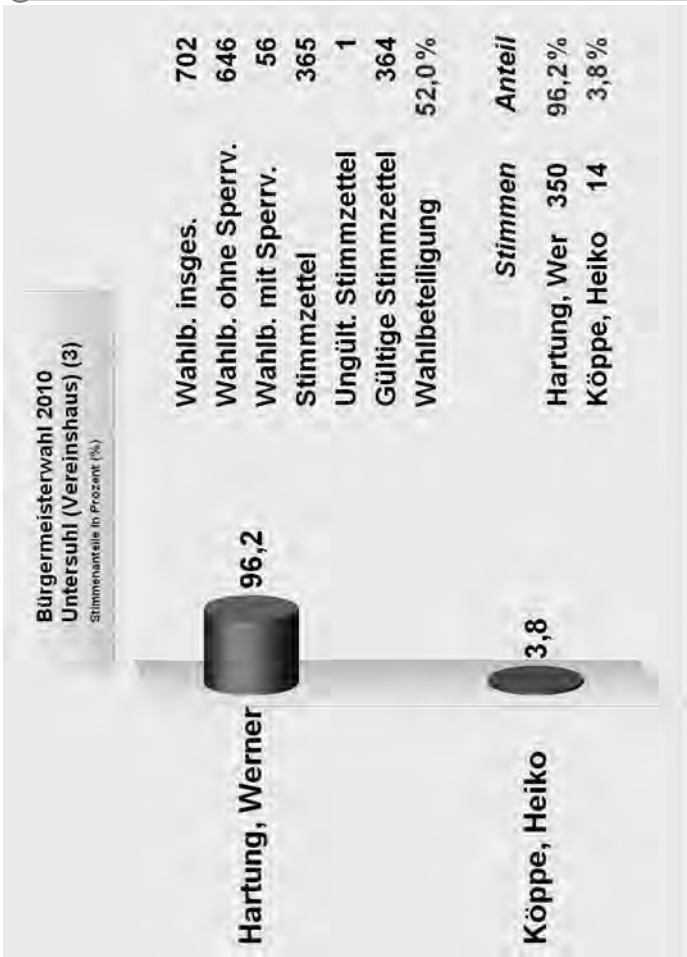 Bürgermeisterwahl 2010
Untersuhl (Vereinshaus) (3)
Stimmenanteile in Prozent (%)
Hartung, Werner 96,2
Köppe, Heiko 3,8
Wahlb. insges. 702
Wahlb. ohne Sperrv. 646
Wahlb. mit Sperrv. 56
Stimmzettel 365
Ungült. Stimmzettel 1
Gültige Stimmzettel 364
Wahlbeteiligung 52,0%
Stimmen Anteil
Hartung, Wer 350 96,2%
Köppe, Heiko 14 3,8%